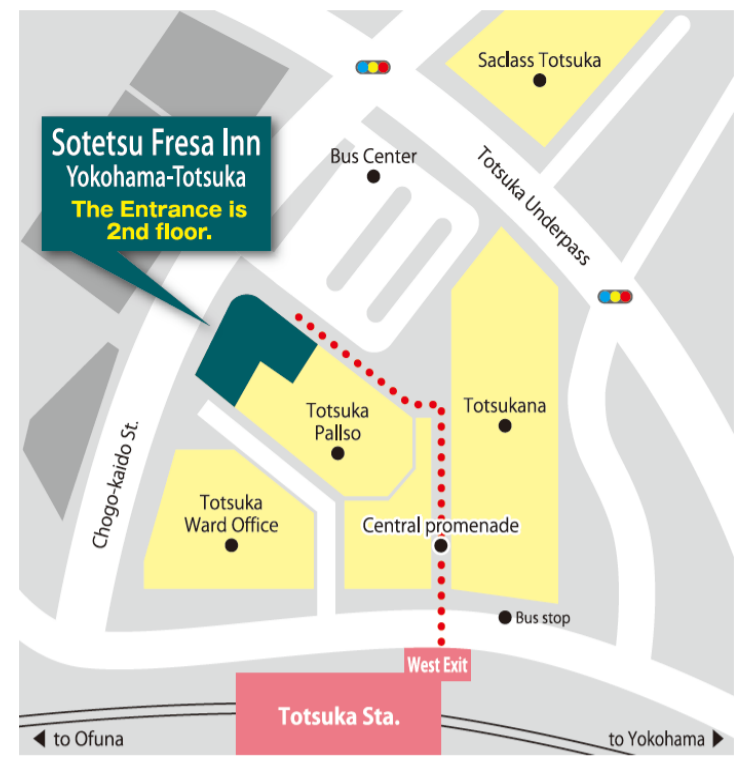 Saclass Totsuka
Sotetsu Fresa Inn
Yokohama-Totsuka
The Entrance is
2nd floor.
Bus Center
Totsuka Underpass
Totsuka
Pallso
Totsukana
Chogo-kaido St.
Totsuka
Ward Office
Central promenade
Bus stop
West Exit
Totsuka Sta.
◀ to Ofuna
to Yokohama ▶